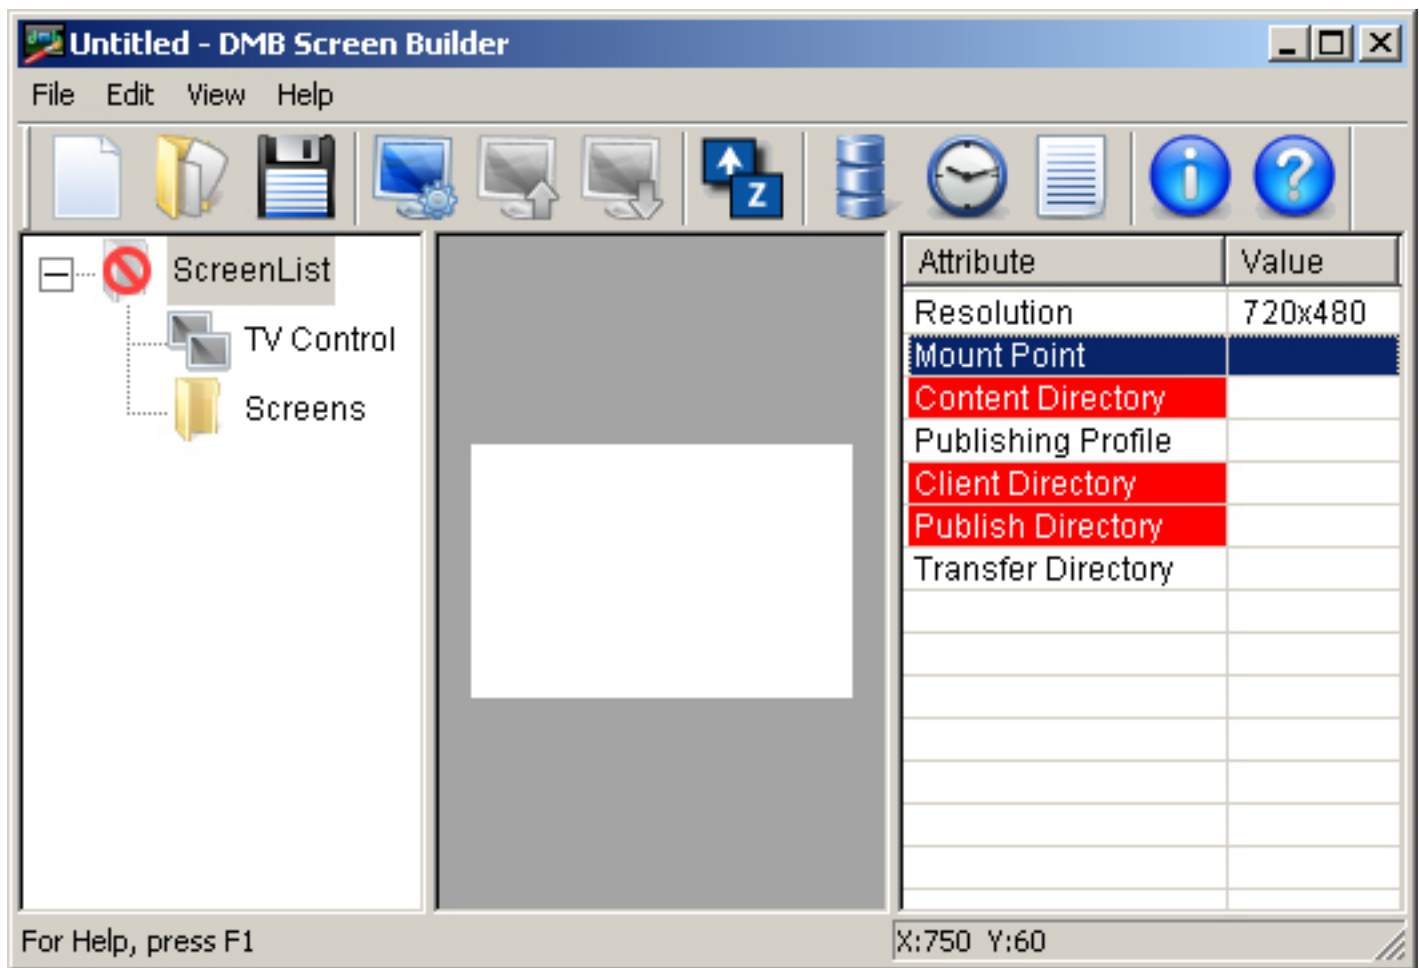 Untitled - DMB Screen Builder
File Edit View Help
Z i ?
ScreenList
TV Control
Screens
Attribute Value
Resolution 720x480
Mount Point
Content Directory
Publishing Profile
Client Directory
Publish Directory
Transfer Directory
For Help, press F1
X:750 Y:60